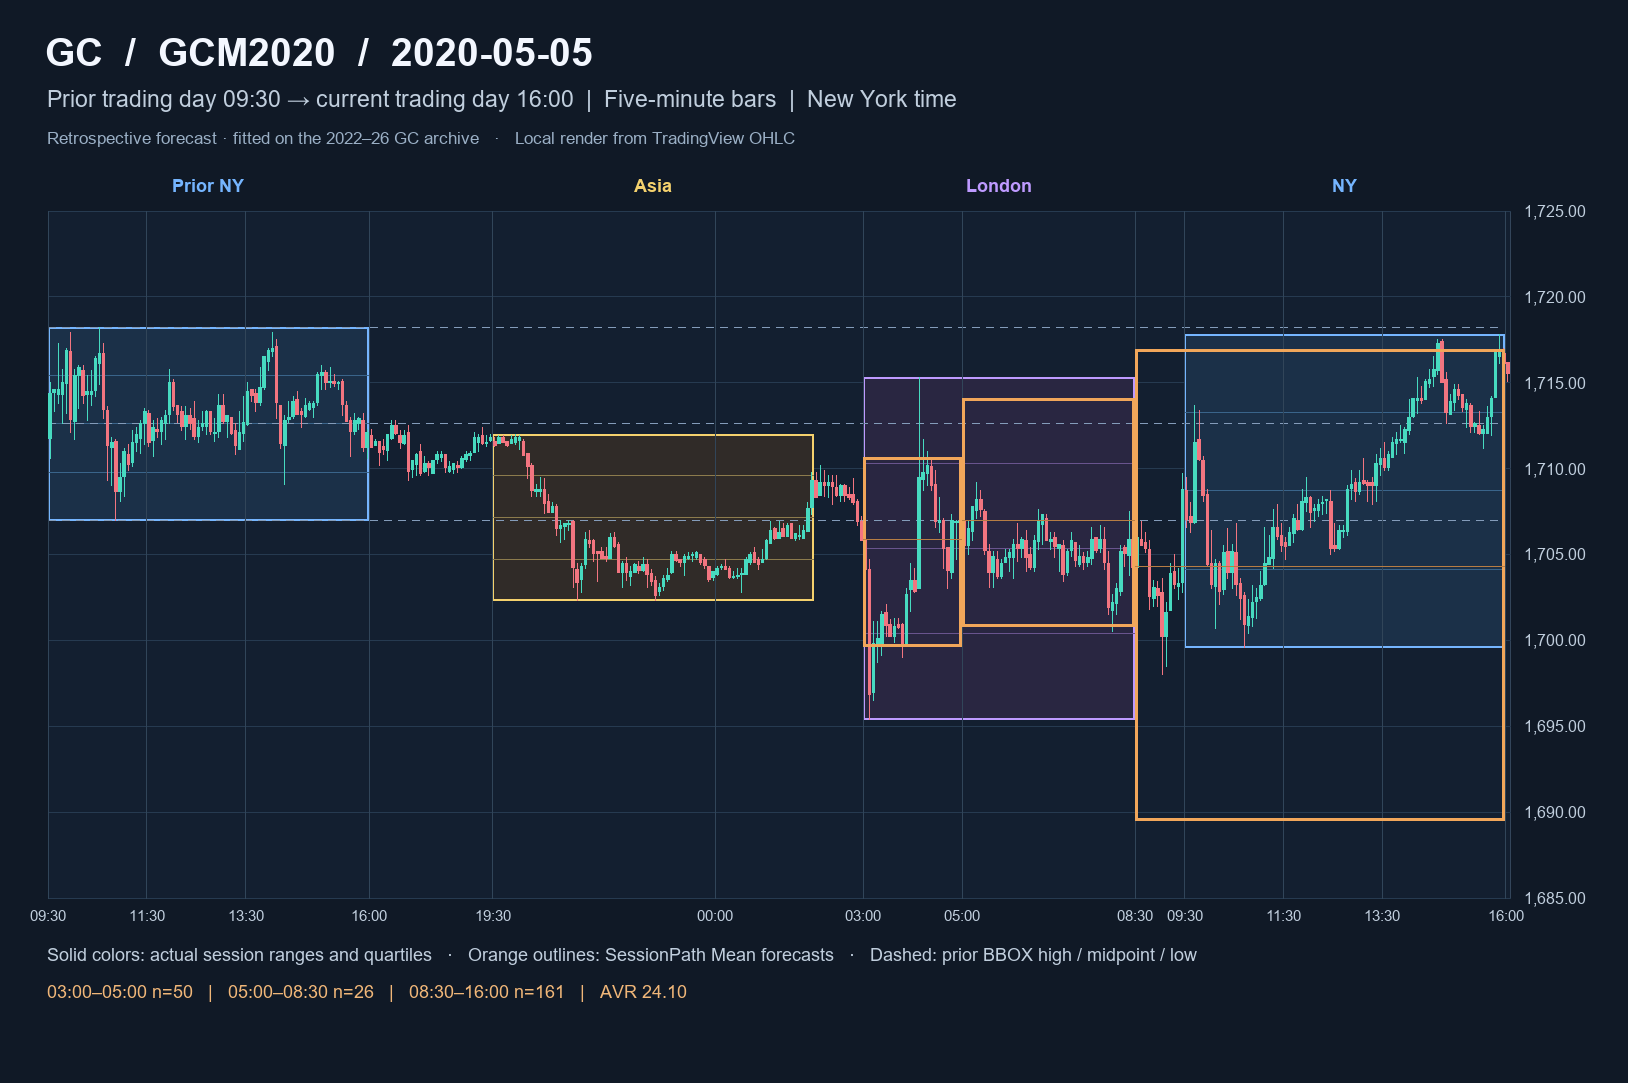 GC / GCM2020 / 2020-05-05
Prior trading day 09:30 → current trading day 16:00 | Five-minute bars | New York time
Retrospective forecast · fitted on the 2022–26 GC archive · Local render from TradingView OHLC
Prior NY Asia London NY
1,725.00
1,720.00
1,715.00
1,710.00
1,705.00
1,700.00
1,695.00
1,690.00
1,685.00
09:30 11:30 13:30 16:00 19:30 00:00 03:00 05:00 08:30 09:30 11:30 13:30 16:00
Solid colors: actual session ranges and quartiles · Orange outlines: SessionPath Mean forecasts · Dashed: prior BBOX high / midpoint / low
03:00–05:00 n=50 | 05:00–08:30 n=26 | 08:30–16:00 n=161 | AVR 24.10